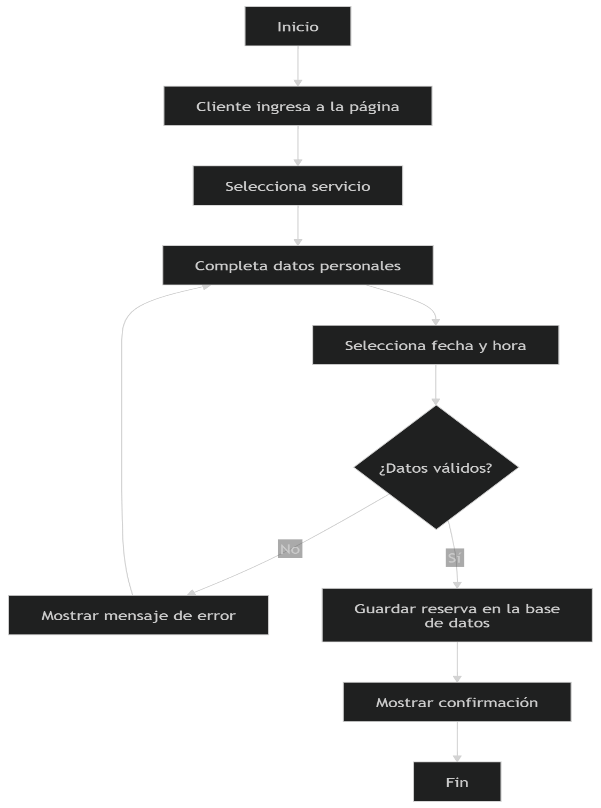 Inicio
Cliente ingresa a la página
Selecciona servicio
Completa datos personales
Selecciona fecha y hora
¿Datos válidos?
No
Sí
Mostrar mensaje de error
Guardar reserva en la base
de datos
Mostrar confirmación
Fin